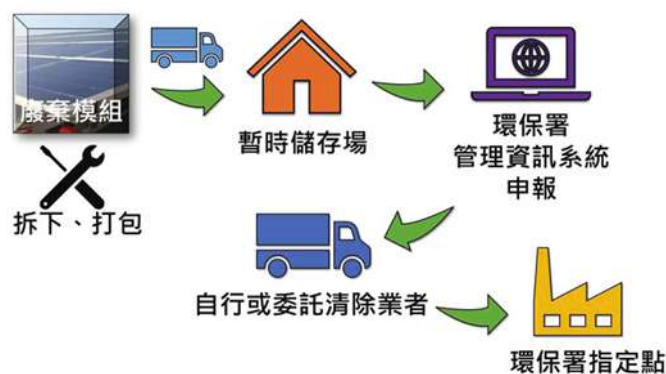 廢棄模組
拆下、打包
暫時儲存場
環保署
管理資訊系統
申報
自行或委託清除業者
環保署指定點